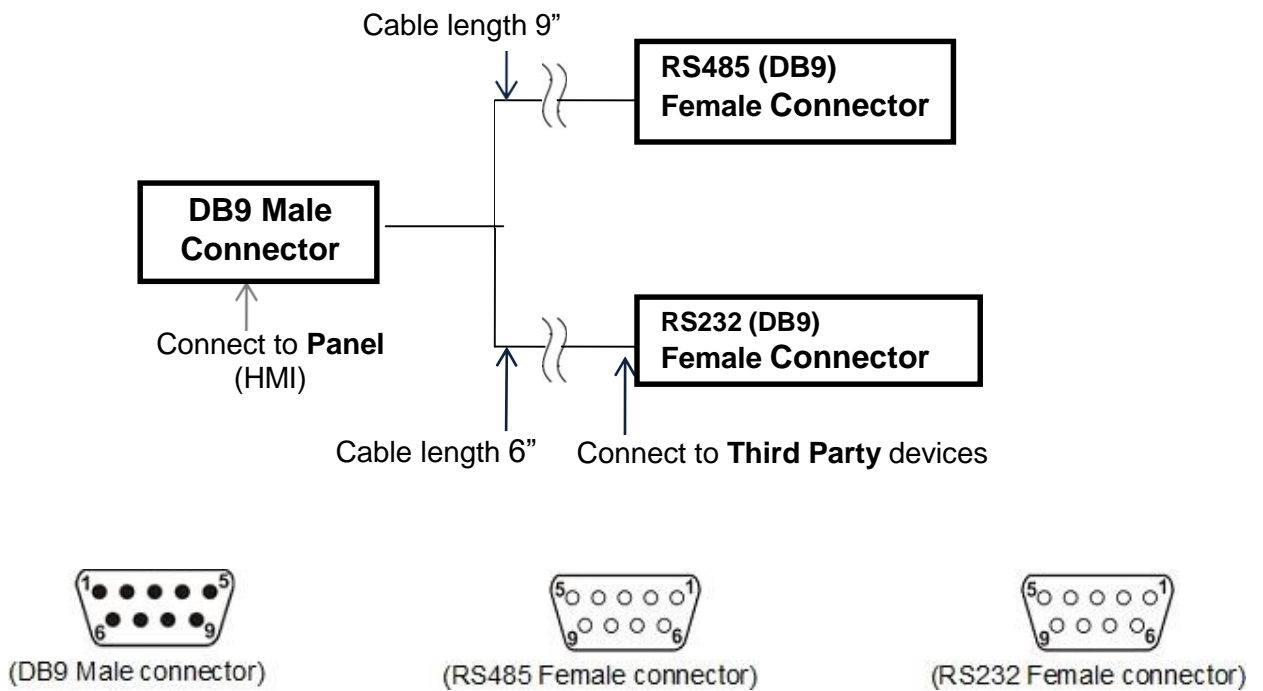 Cable length 9”
RS485 (DB9)
Female Connector
DB9 Male
Connector
Connect to Panel
(HMI)
RS232 (DB9)
Female Connector
Cable length 6”
Connect to Third Party devices
1 5
6 9
(DB9 Male connector)
5 1
9 6
(RS485 Female connector)
5 1
9 6
(RS232 Female connector)